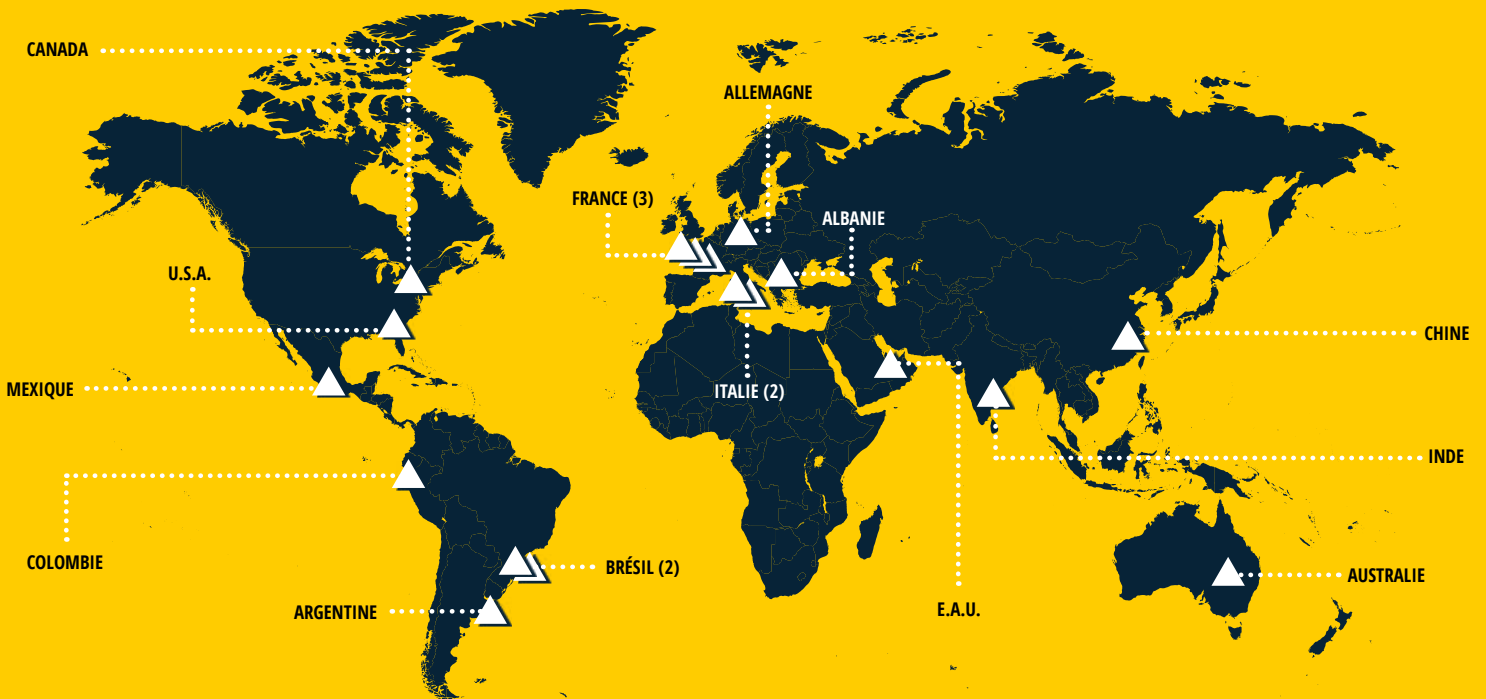 CANADA
ALLEMAGNE
FRANCE (3)
ALBANIE
U.S.A.
CHINE
MEXIQUE
ITALIE (2)
INDE
COLOMBIE
BRÉSIL (2)
AUSTRALIE
ARGENTINE
E.A.U.